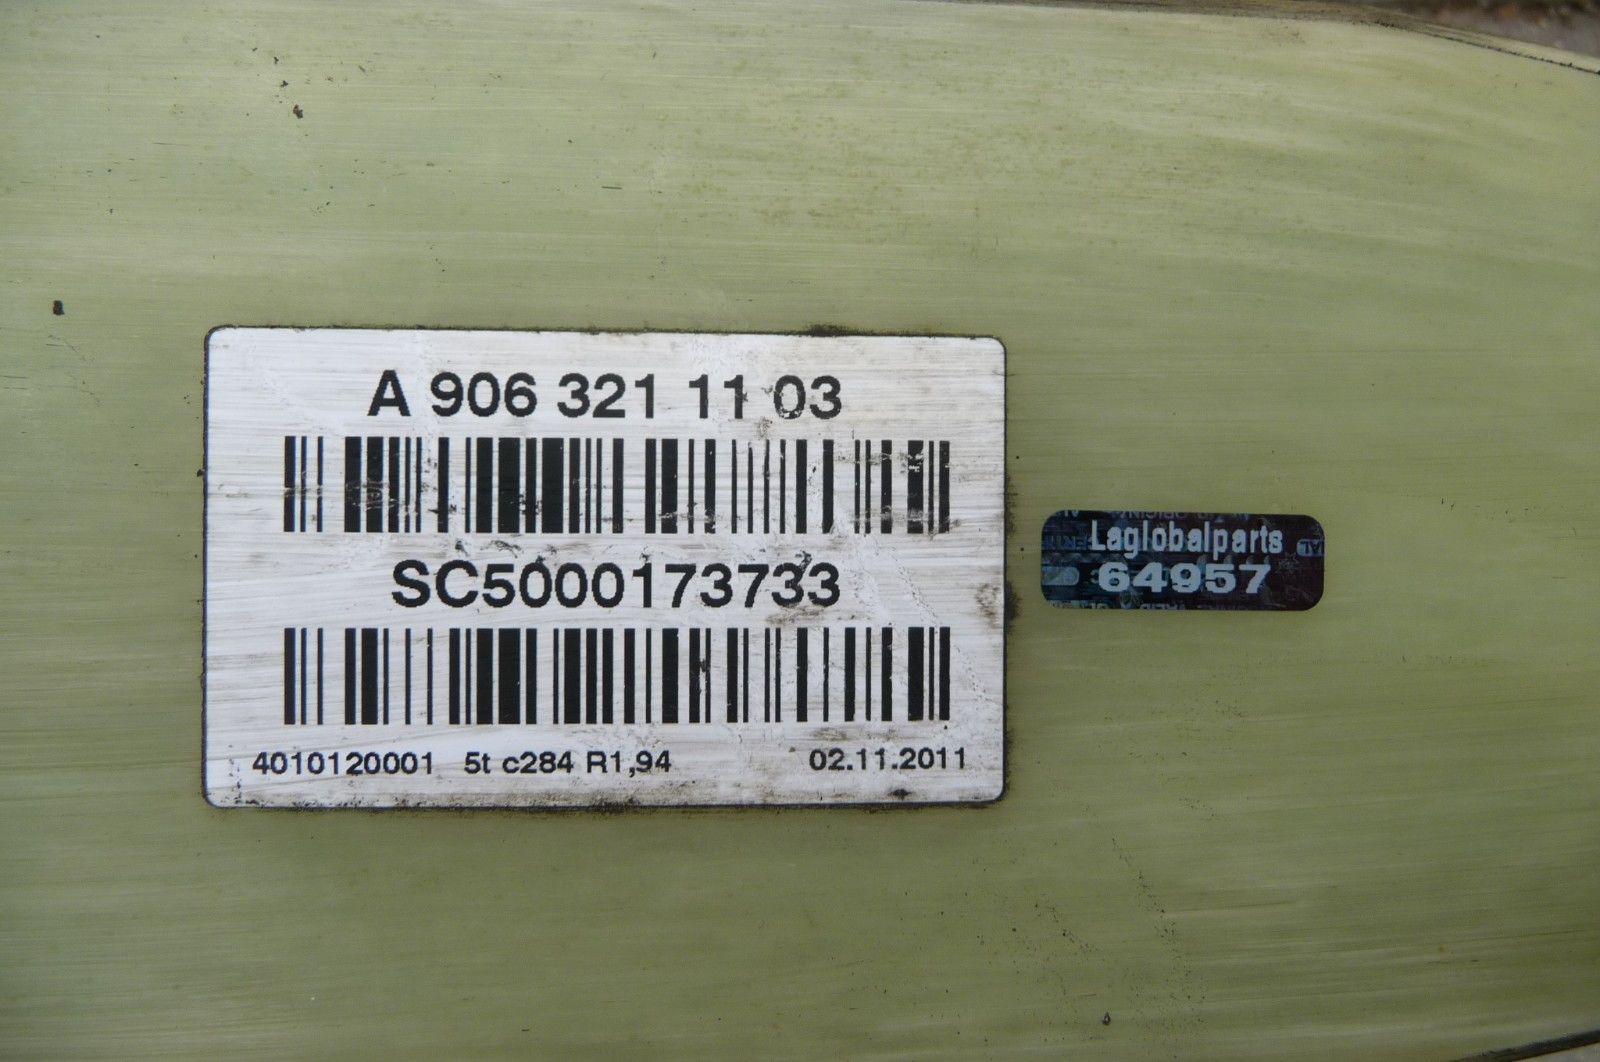 A 906 321 11 03
SC5000173733
4010120001 5t c284 R1,94 02.11.2011
Laglobalparts
64957